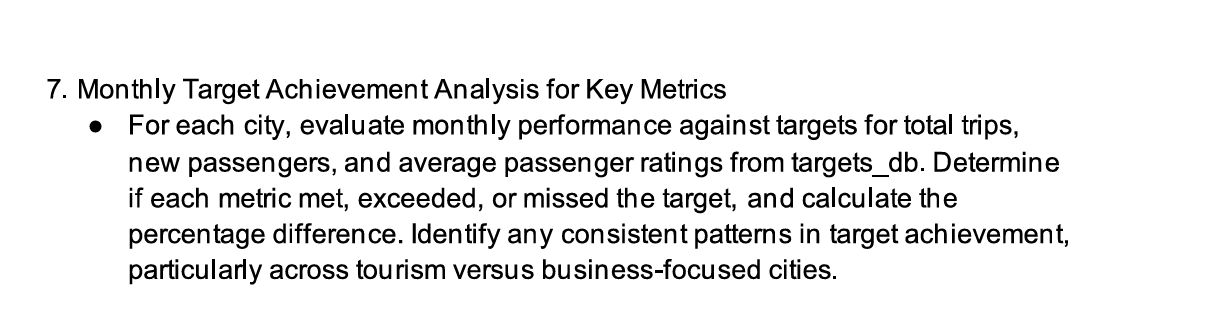 7. Monthly Target Achievement Analysis for Key Metrics
● For each city, evaluate monthly performance against targets for total trips,
new passengers, and average passenger ratings from targets_db. Determine
if each metric met, exceeded, or missed the target, and calculate the
percentage difference. Identify any consistent patterns in target achievement,
particularly across tourism versus business-focused cities.